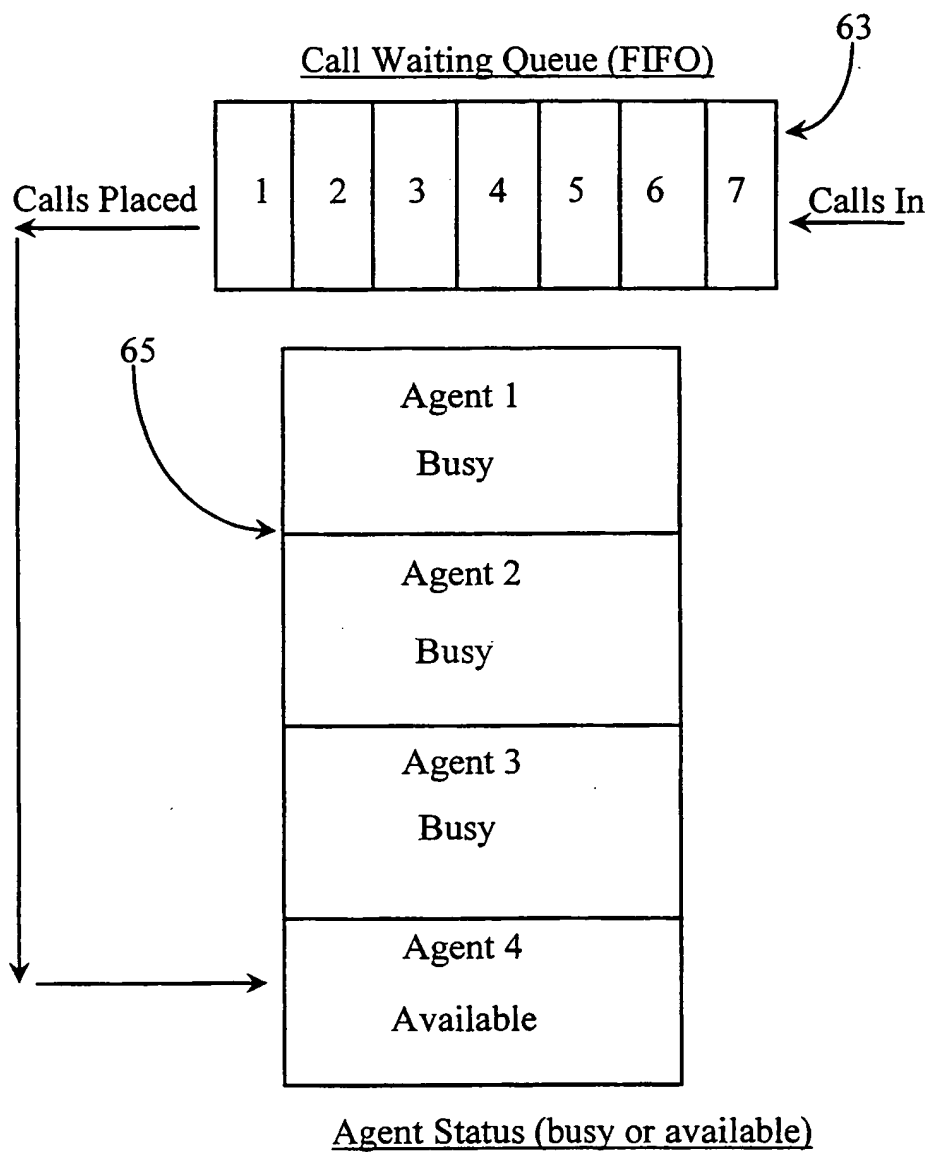 63
Call Waiting Queue (FIFO)
Calls Placed 1 2 3 4 5 6 7 Calls In
65
Agent 1
Busy
Agent 2
Busy
Agent 3
Busy
Agent 4
Available
Agent Status (busy or available)